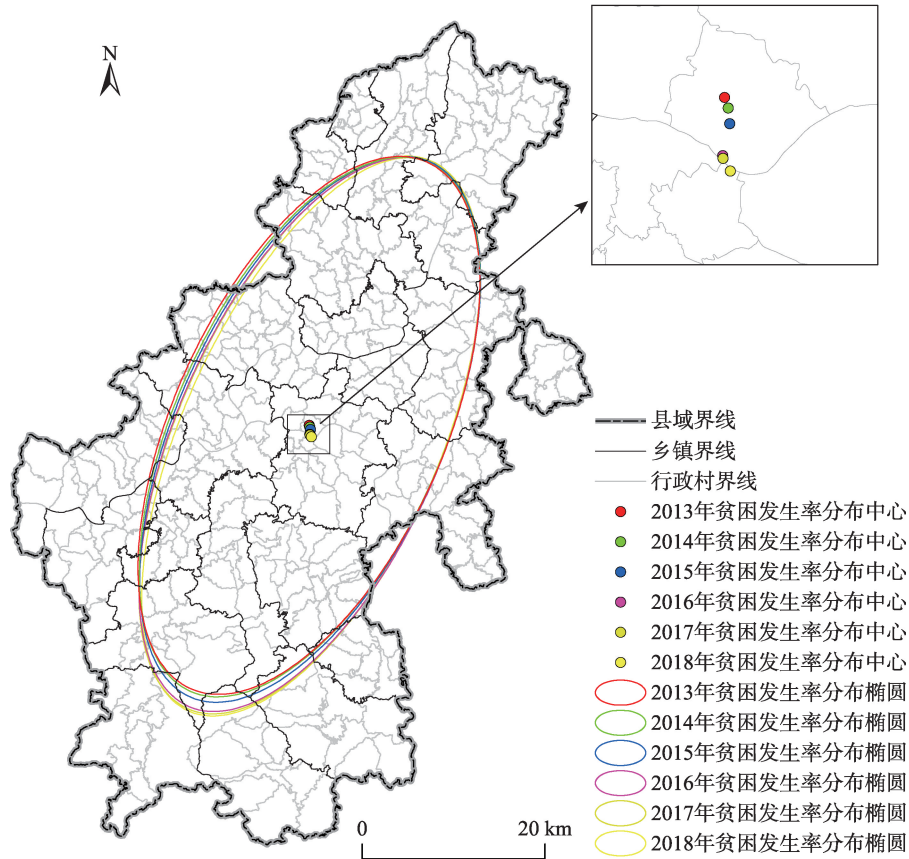 N
县域界线
乡镇界线
行政村界线
2013年贫困发生率分布中心
2014年贫困发生率分布中心
2015年贫困发生率分布中心
2016年贫困发生率分布中心
2017年贫困发生率分布中心
2018年贫困发生率分布中心
2013年贫困发生率分布椭圆
2014年贫困发生率分布椭圆
2015年贫困发生率分布椭圆
2016年贫困发生率分布椭圆
2017年贫困发生率分布椭圆
2018年贫困发生率分布椭圆
0 20 km